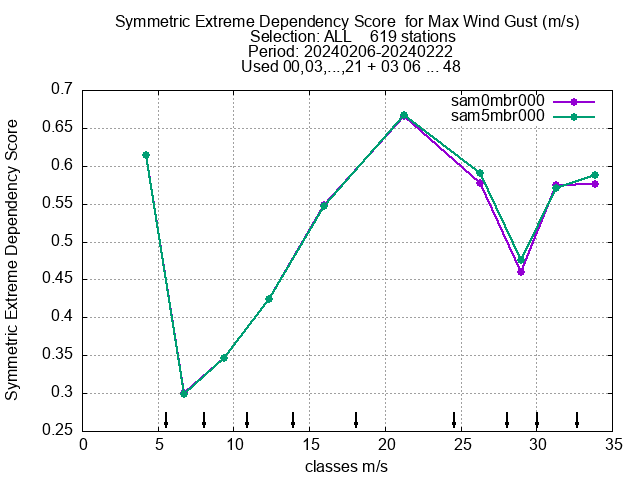 Symmetric Extreme Dependency Score  for Max Wind Gust (m/s)
Selection: ALL    619 stations
Period: 20240206-20240222
Used 00,03,...,21 + 03 06 ... 48
sam0mbr000
sam5mbr000
Symmetric Extreme Dependency Score
0.7
0.65
0.6
0.55
0.5
0.45
0.4
0.35
0.3
0.25
0 5 10 15 20 25 30 35
classes m/s